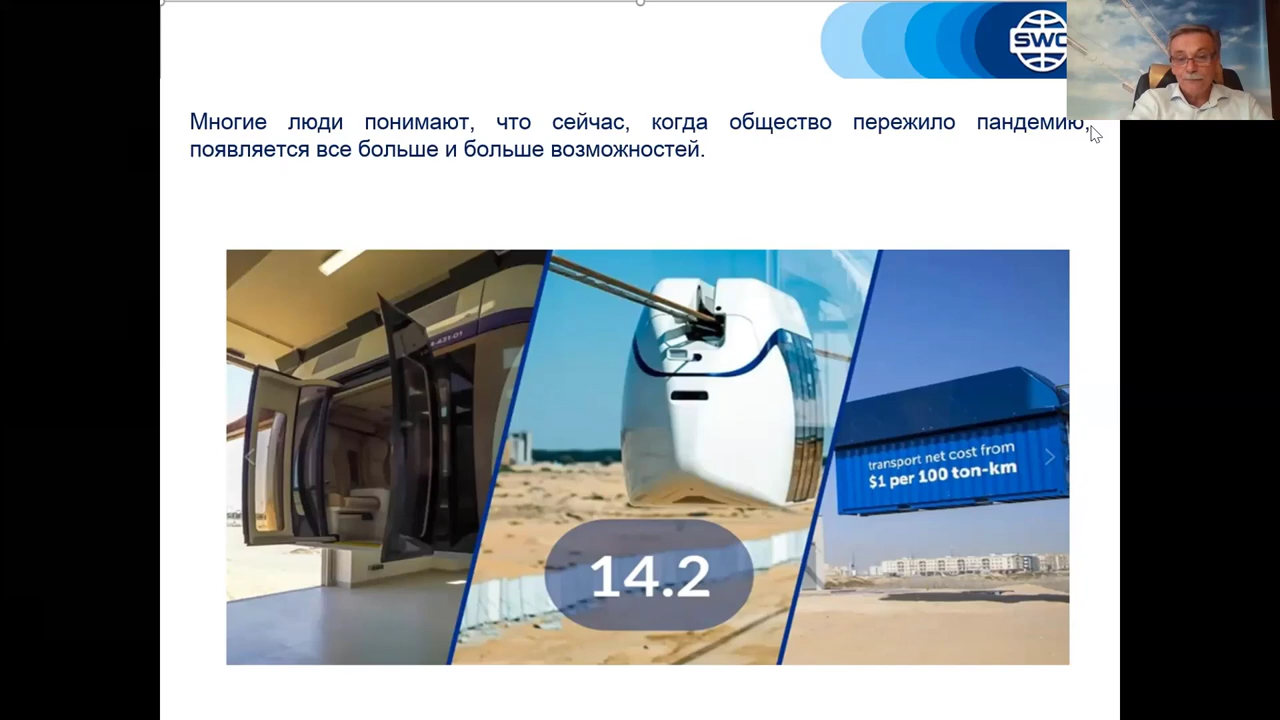 SWC
Многие люди понимают, что сейчас, когда общество пережило пандемию,
появляется все больше и больше возможностей.
transport net cost from
$1 per 100 ton-km
14.2